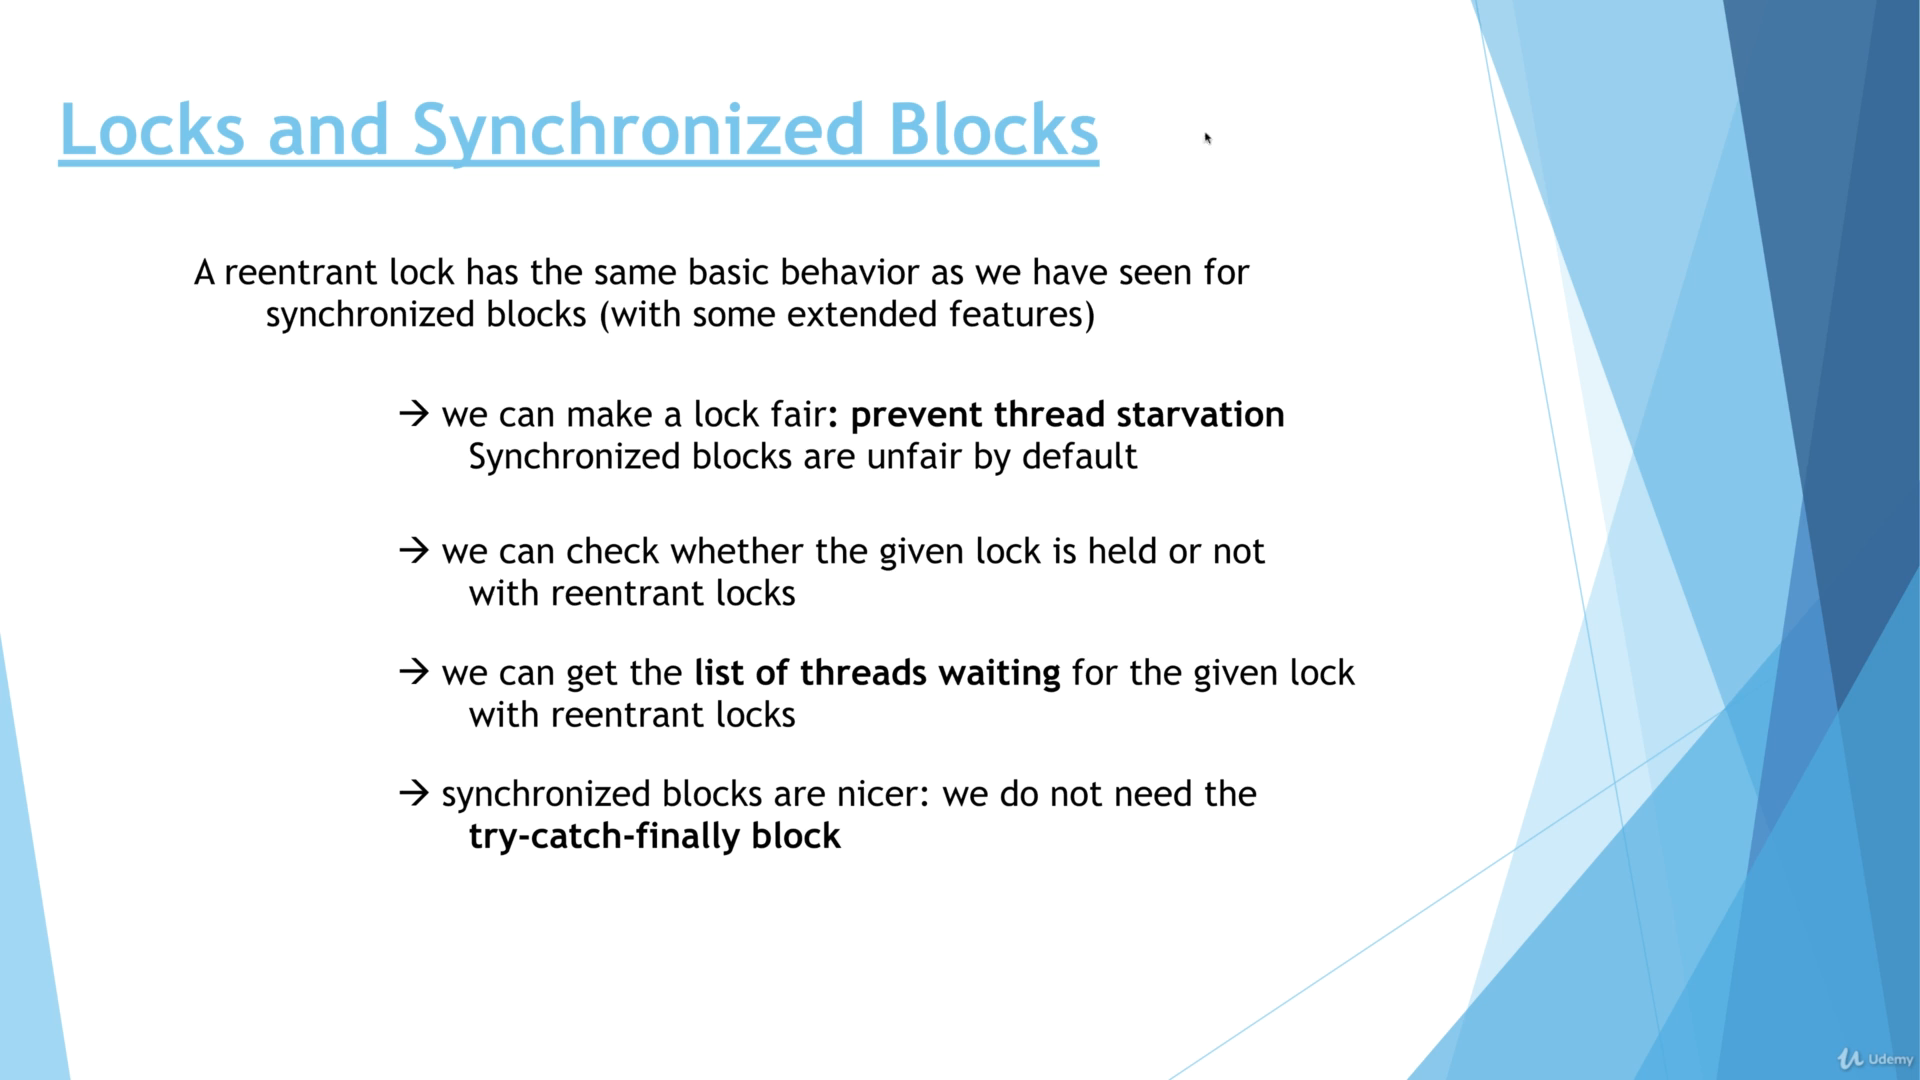 Locks and Synchronized Blocks
A reentrant lock has the same basic behavior as we have seen for
synchronized blocks (with some extended features)
→ we can make a lock fair: prevent thread starvation
Synchronized blocks are unfair by default
→ we can check whether the given lock is held or not
with reentrant locks
→ we can get the list of threads waiting for the given lock
with reentrant locks
→ synchronized blocks are nicer: we do not need the
try-catch-finally block
Udemy